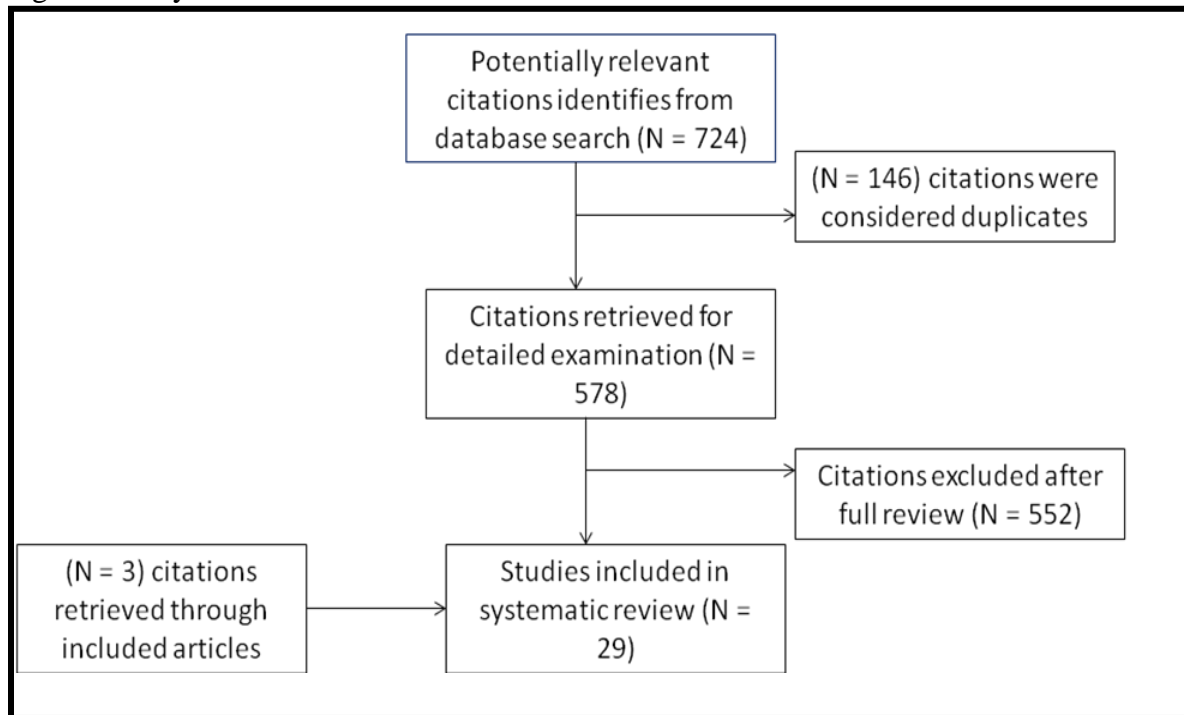 Potentially relevant
citations identifies from
database search (N = 724)
(N = 146) citations were
considered duplicates
Citations retrieved for
detailed examination (N =
578)
Citations excluded after
full review (N = 552)
(N = 3) citations
retrieved through
included articles
Studies included in
systematic review (N =
29)